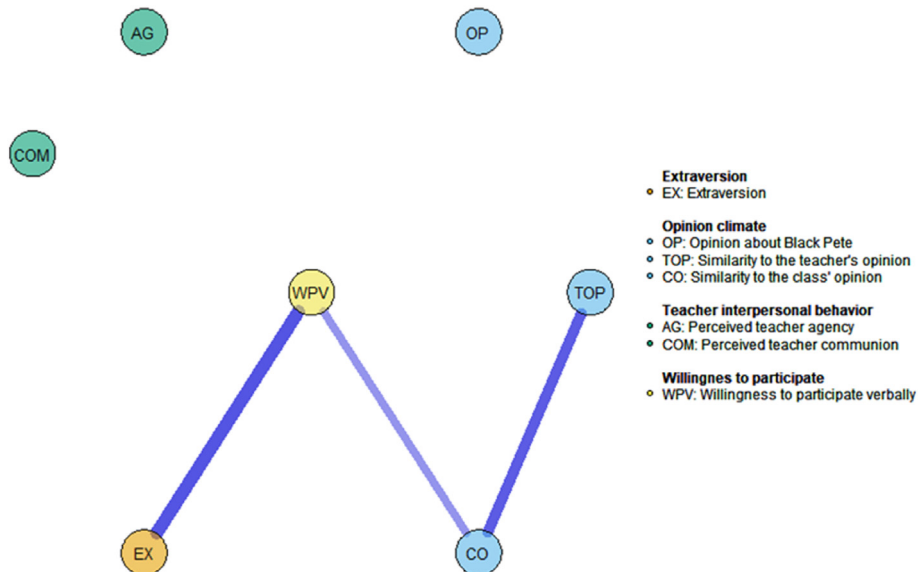 AG
OP
COM
WPV
TOP
EX
CO
Extraversion
EX: Extraversion
Opinion climate
OP: Opinion about Black Pete
TOP: Similarity to the teacher's opinion
CO: Similarity to the class' opinion
Teacher interpersonal behavior
AG: Perceived teacher agency
COM: Perceived teacher communion
Willingnes to participate
WPV: Willingness to participate verbally